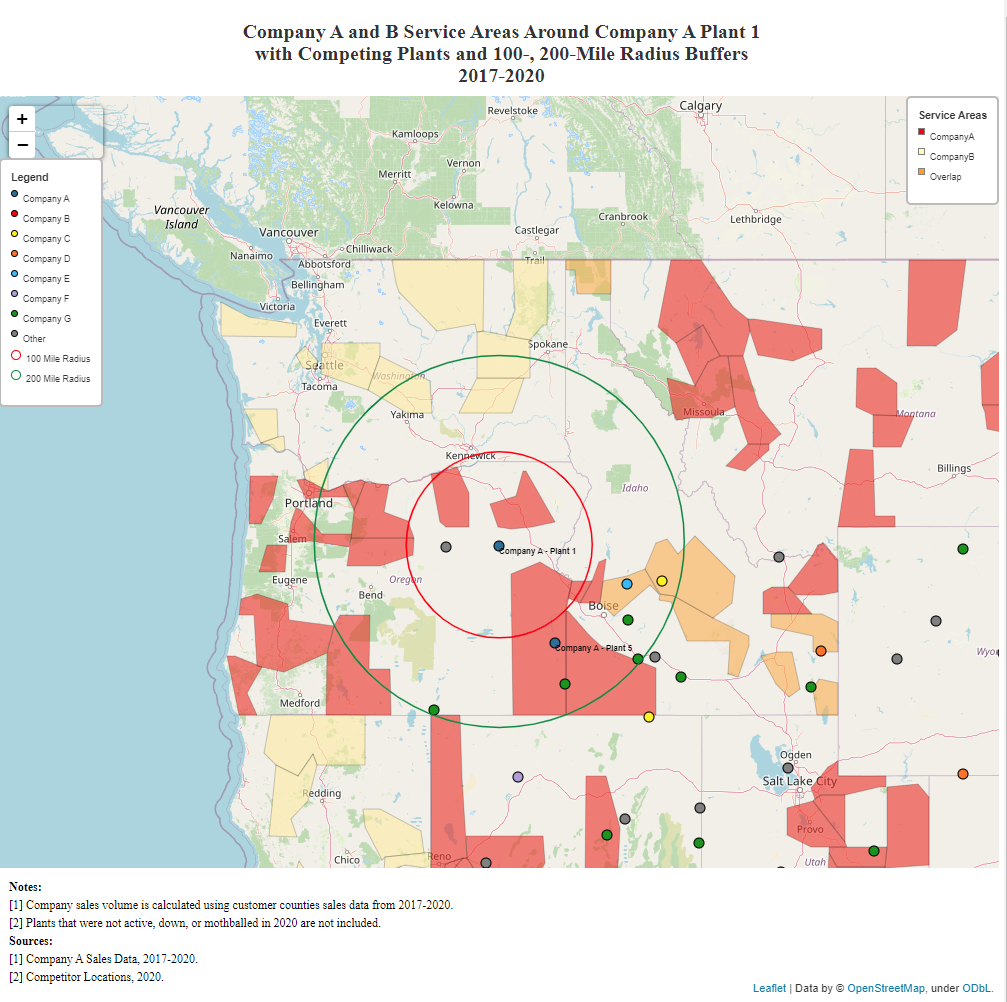 Company A and B Service Areas Around Company A Plant 1
with Competing Plants and 100-, 200-Mile Radius Buffers
2017-2020
+
−
Legend
Company A
Company B
Company C
Company D
Company E
Company F
Company G
Other
100 Mile Radius
200 Mile Radius
Service Areas
CompanyA
CompanyB
Overlap
Calgary
Revelstoke
Kamloops
Vernon
Merritt
Kelowna
Cranbrook
Lethbridge
Castlegar
Trail
Vancouver
Island
Vancouver
Nanaimo
Chilliwack
Abbotsford
Bellingham
Victoria
Everett
Seattle
Tacoma
Washington
Spokane
Yakima
Kennewick
Missoula
Montana
Billings
Idaho
Portland
Salem
Eugene
Oregon
Bend
Company A - Plant 1
Boise
Company A - Plant 5
Medford
Redding
Chico
Reno
Ogden
Salt Lake City
Provo
Utah
Notes:
[1] Company sales volume is calculated using customer counties sales data from 2017-2020.
[2] Plants that were not active, down, or mothballed in 2020 are not included.
Sources:
[1] Company A Sales Data, 2017-2020.
[2] Competitor Locations, 2020.
Leaflet | Data by © OpenStreetMap, under ODbL.